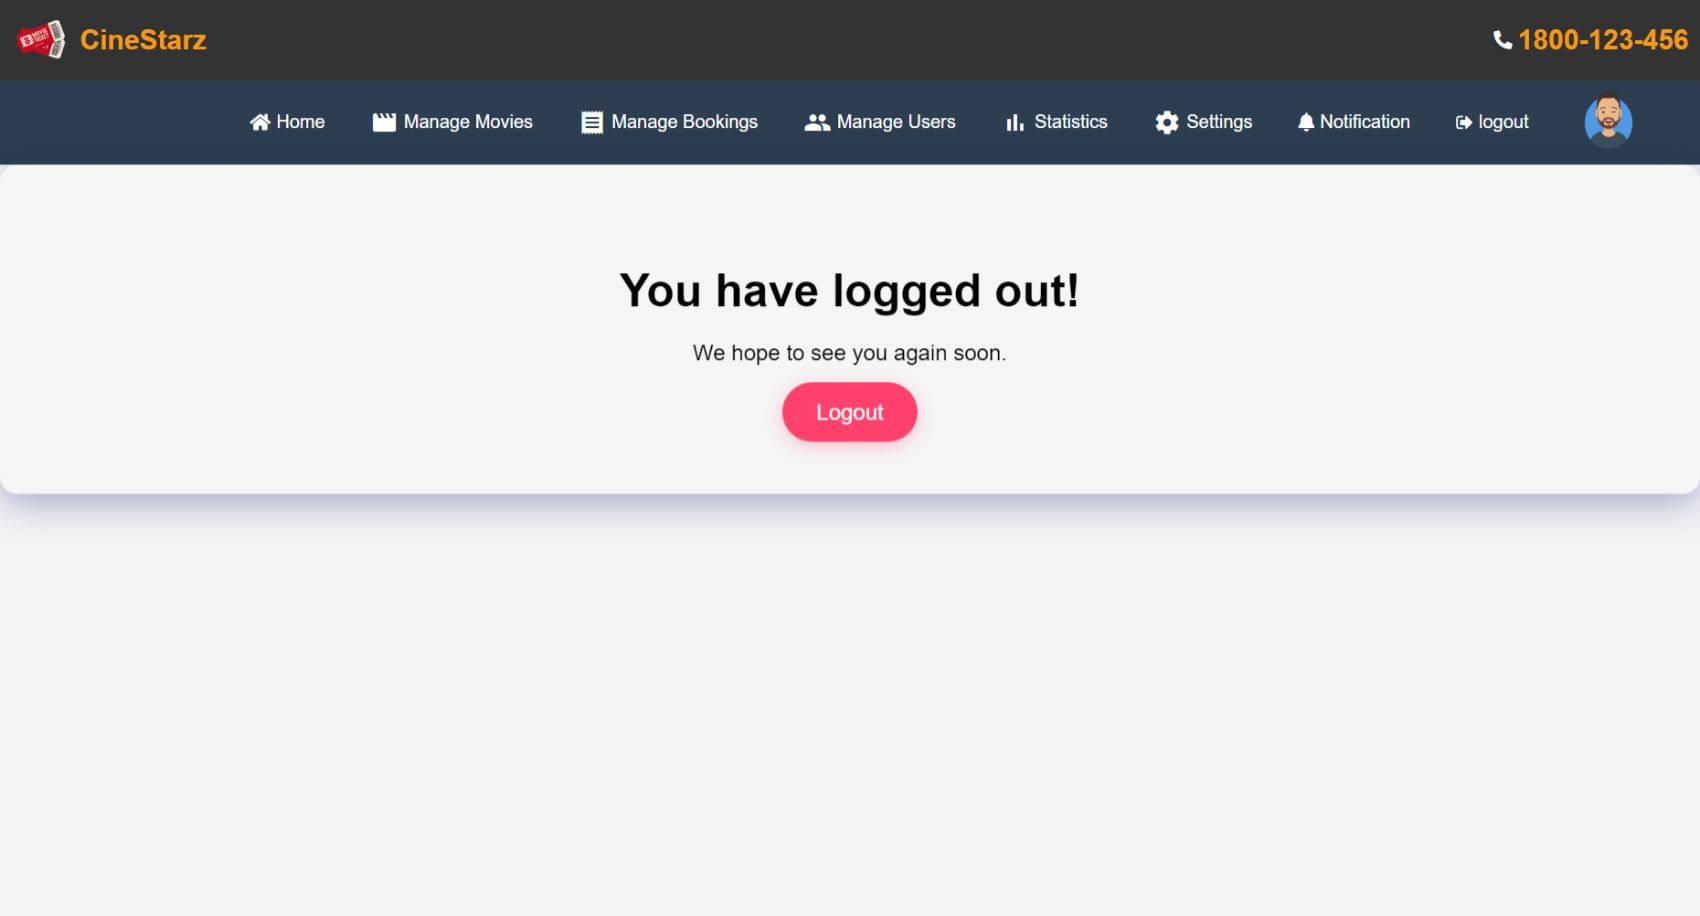 CineStarz
1800-123-456
Home Manage Movies Manage Bookings Manage Users Statistics Settings Notification logout
You have logged out!
We hope to see you again soon.
Logout